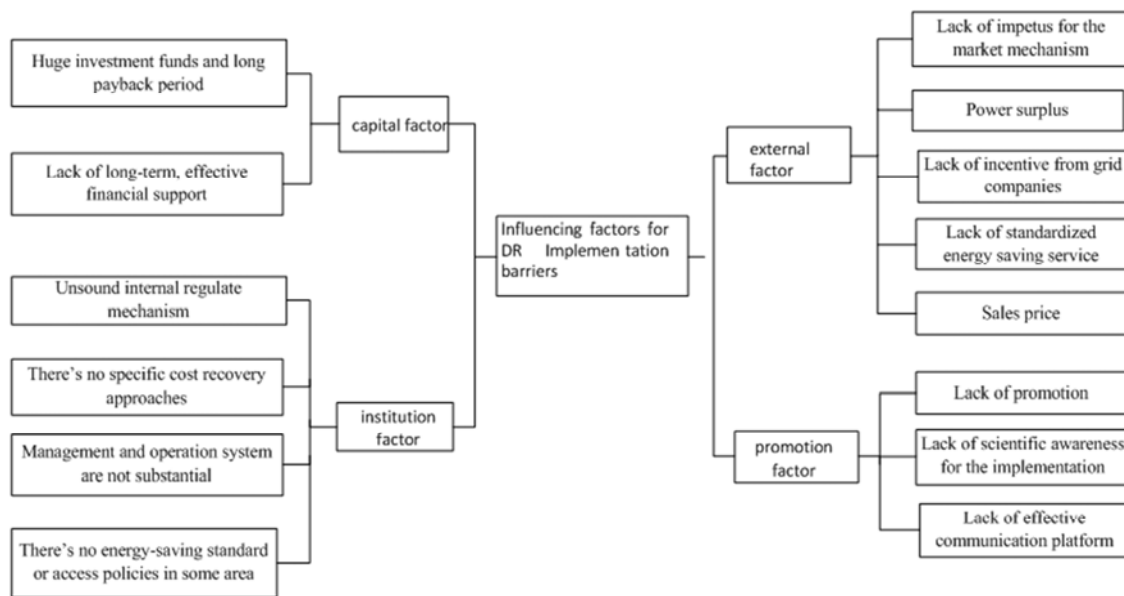 Huge investment funds and long
payback period
Lack of long-term, effective
financial support
capital factor
Unsound internal regulate
mechanism
There's no specific cost recovery
approaches
Management and operation system
are not substantial
There's no energy-saving standard
or access policies in some area
institution
factor
Influencing factors for
DR Implemen tation
barriers
external
factor
Lack of impetus for the
market mechanism
Power surplus
Lack of incentive from grid
companies
Lack of standardized
energy saving service
Sales price
promotion
factor
Lack of promotion
Lack of scientific awareness
for the implementation
Lack of effective
communication platform